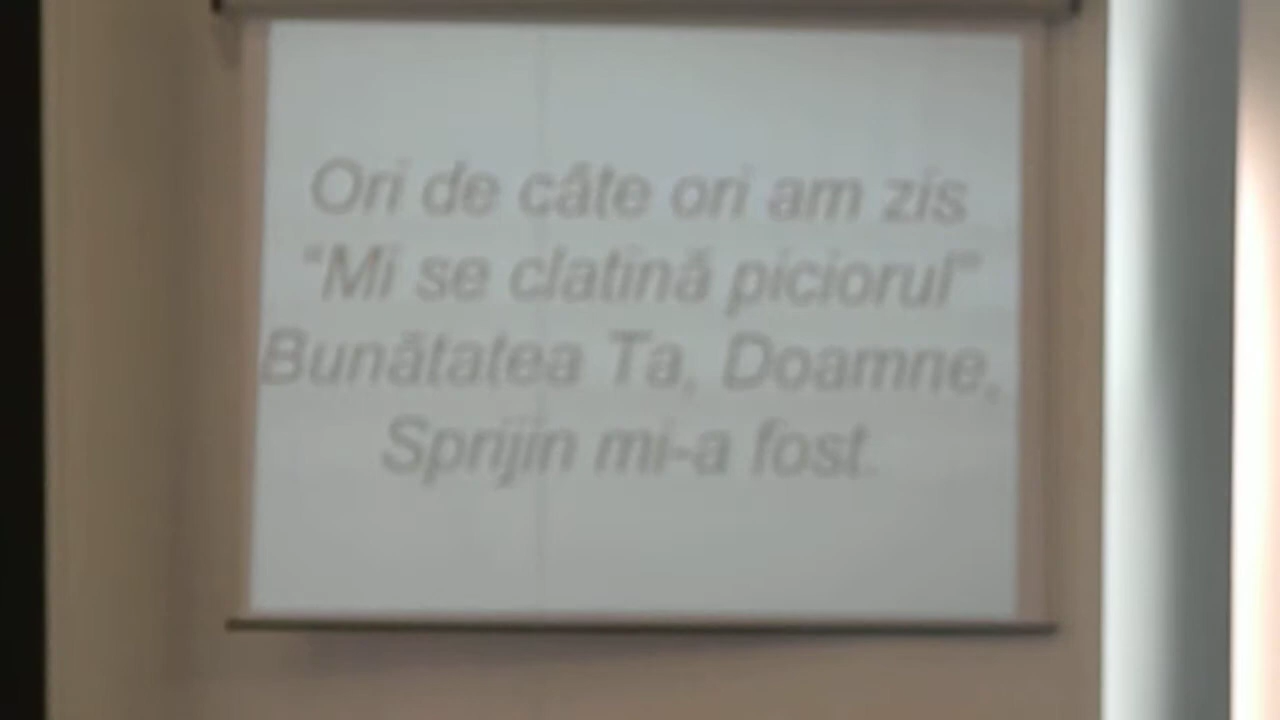 Ori de câte ori am zis
“Mi se clatină piciorul”
Bunătatea Ta, Doamne,
Sprijin mi-a fost.